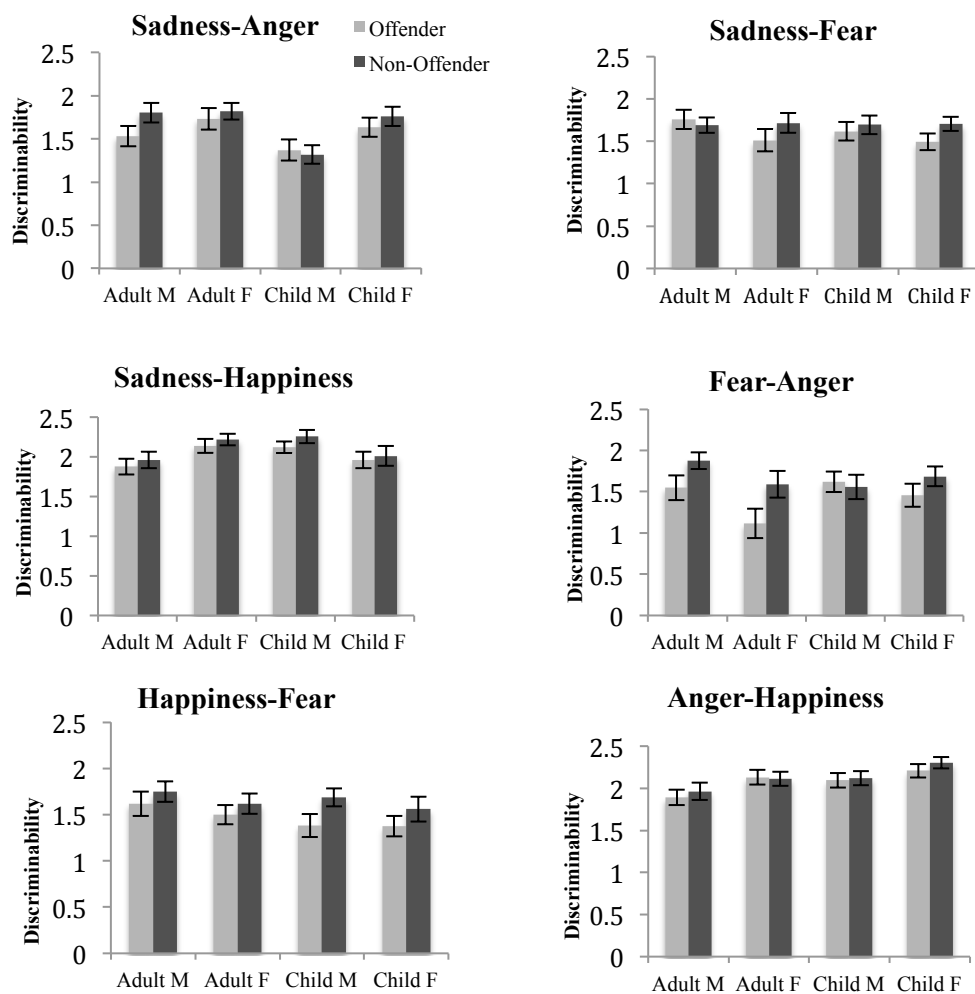 Sadness-Anger
Offender
Non-Offender
Discriminability
2.5
2
1.5
1
0.5
0
Adult M Adult F Child M Child F
Sadness-Fear
Discriminability
2.5
2
1.5
1
0.5
0
Adult M Adult F Child M Child F
Sadness-Happiness
Discriminability
2.5
2
1.5
1
0.5
0
Adult M Adult F Child M Child F
Fear-Anger
Discriminability
2.5
2
1.5
1
0.5
0
Adult M Adult F Child M Child F
Happiness-Fear
Discriminability
2.5
2
1.5
1
0.5
0
Adult M Adult F Child M Child F
Anger-Happiness
Discriminability
2.5
2
1.5
1
0.5
0
Adult M Adult F Child M Child F